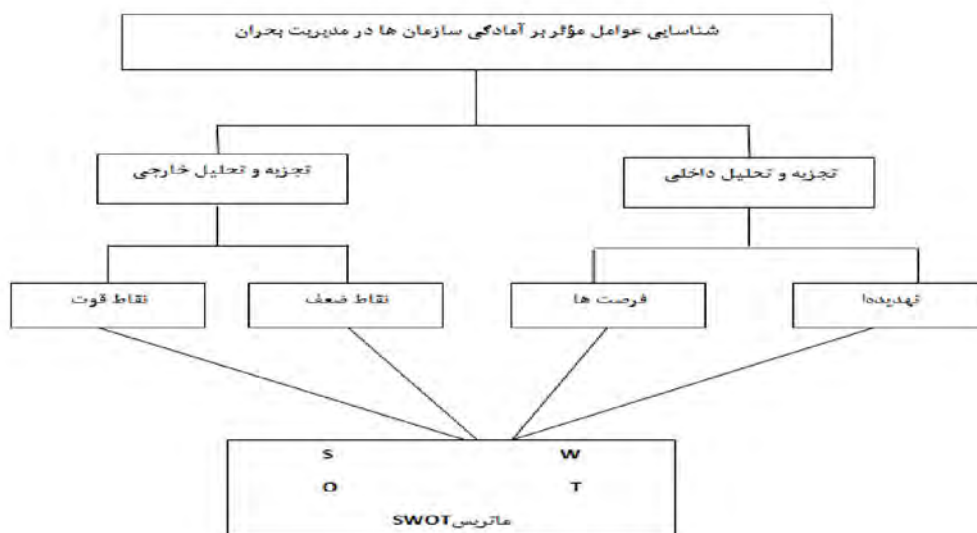 شناسایی عوامل مؤثر بر آمادگی سازمان ها در مدیریت بحران
تجزیه و تحلیل داخلی
تجزیه و تحلیل خارجی
تهدیدها
فرصت ها
نقاط ضعف
نقاط قوت
S W
O T
ماتریس SWOT